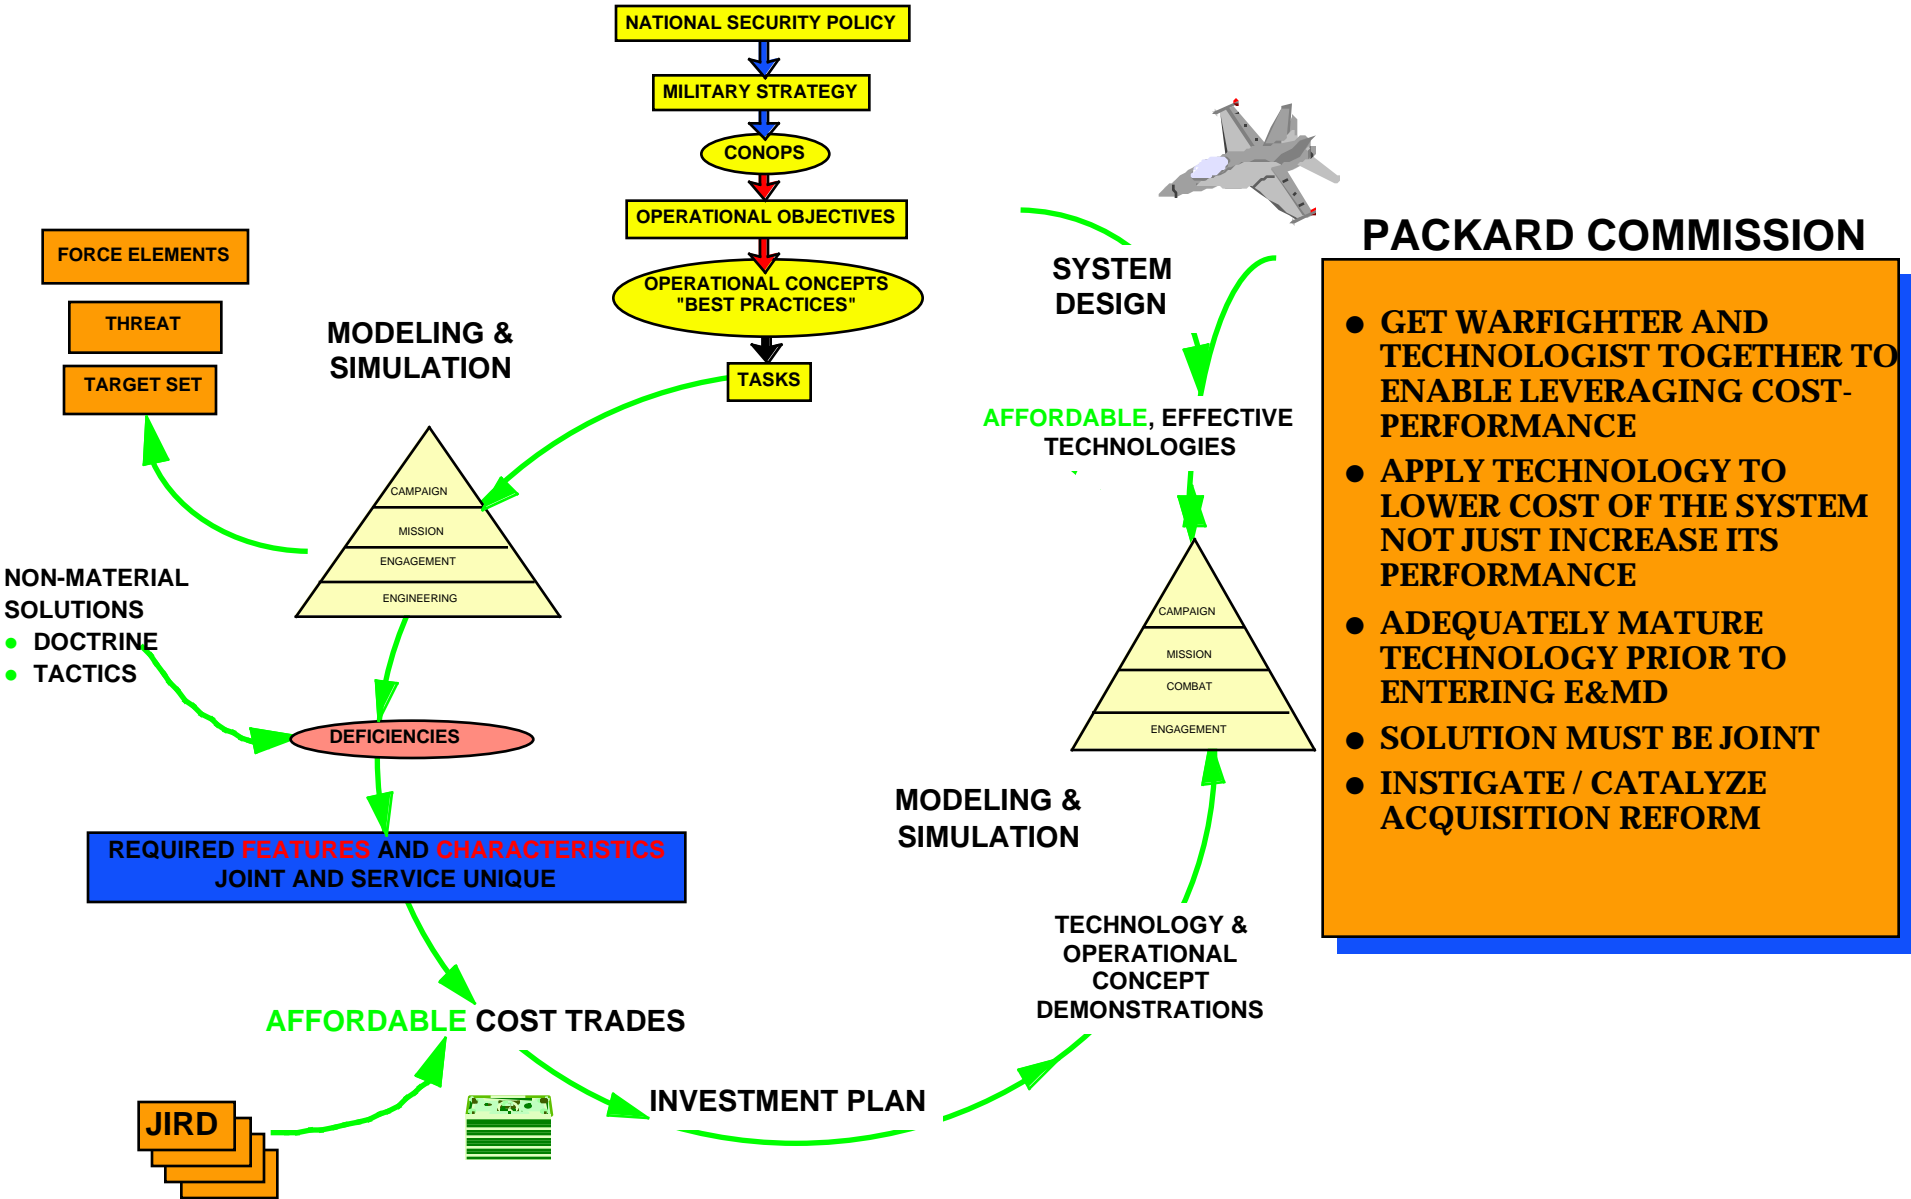 NATIONAL SECURITY POLICY
MILITARY STRATEGY
CONOPS
OPERATIONAL OBJECTIVES
OPERATIONAL CONCEPTS
"BEST PRACTICES"
TASKS
FORCE ELEMENTS
THREAT
TARGET SET
MODELING &
SIMULATION
CAMPAIGN
MISSION
ENGAGEMENT
ENGINEERING
NON-MATERIAL
SOLUTIONS
• DOCTRINE
• TACTICS
DEFICIENCIES
REQUIRED FEATURES AND CHARACTERISTICS
JOINT AND SERVICE UNIQUE
AFFORDABLE COST TRADES
JIRD
INVESTMENT PLAN
TECHNOLOGY &
OPERATIONAL
CONCEPT
DEMONSTRATIONS
MODELING &
SIMULATION
CAMPAIGN
MISSION
COMBAT
ENGAGEMENT
AFFORDABLE, EFFECTIVE
TECHNOLOGIES
SYSTEM
DESIGN
PACKARD COMMISSION
• GET WARFIGHTER AND
TECHNOLOGIST TOGETHER TO
ENABLE LEVERAGING COST-
PERFORMANCE
• APPLY TECHNOLOGY TO
LOWER COST OF THE SYSTEM
NOT JUST INCREASE ITS
PERFORMANCE
• ADEQUATELY MATURE
TECHNOLOGY PRIOR TO
ENTERING E&MD
• SOLUTION MUST BE JOINT
• INSTIGATE / CATALYZE
ACQUISITION REFORM